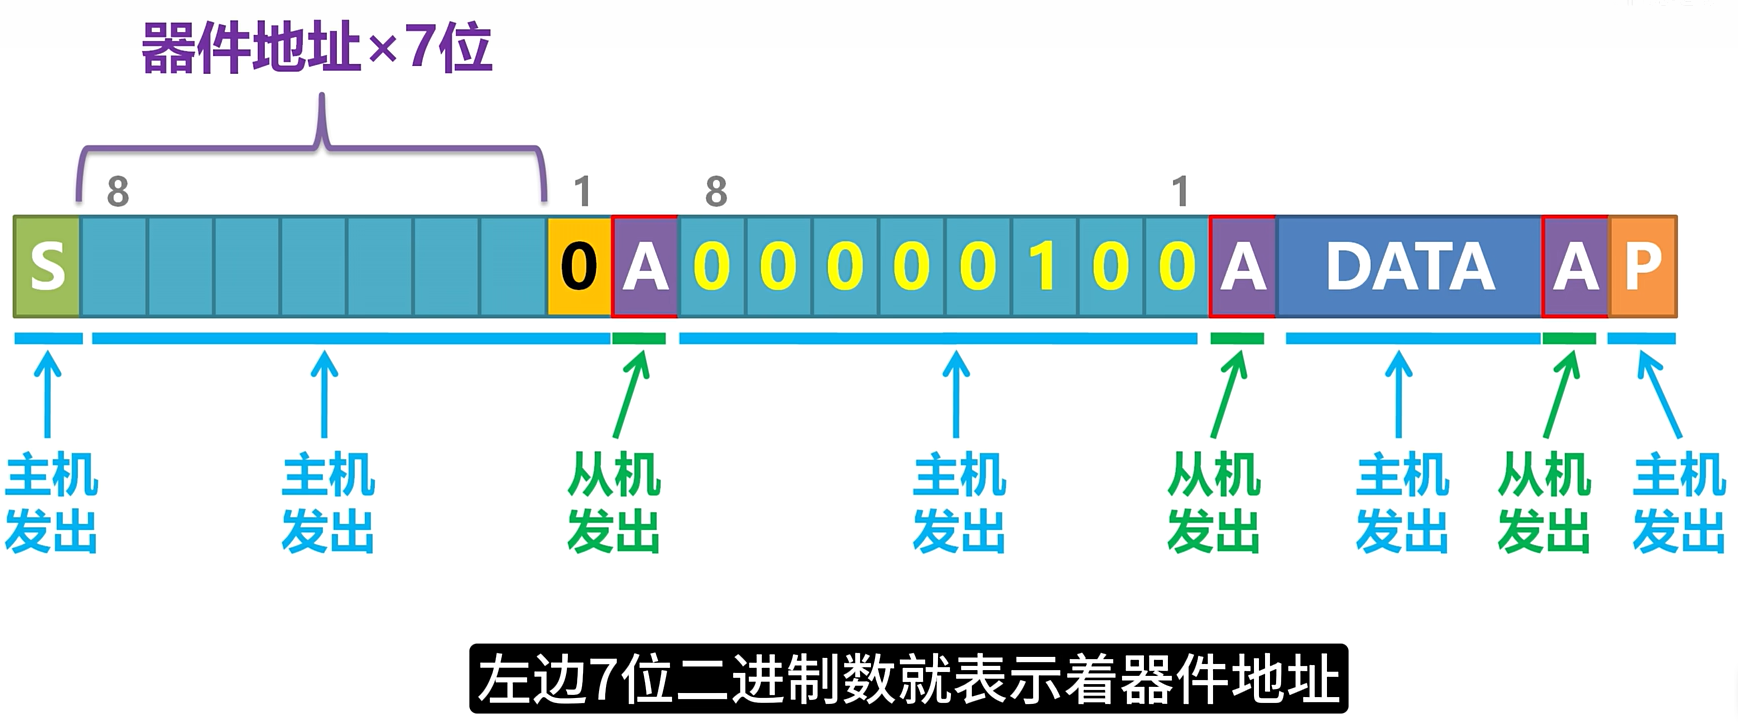 器件地址×7位
8 1 8 1
S 0 A 0 0 0 0 0 1 0 0 A DATA A P
主机 主机 从机 主机 从机 主机 从机 主机
发出 发出 发出 发出 发出 发出 发出 发出
左边7位二进制数就表示着器件地址